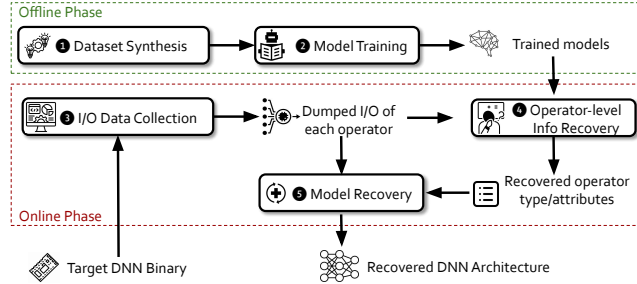 Offline Phase
❶ Dataset Synthesis
❷ Model Training
Trained models
❸ I/O Data Collection
Dumped I/O of
each operator
❹ Operator-level
Info Recovery
❺ Model Recovery
Recovered operator
type/attributes
Online Phase
Target DNN Binary
Recovered DNN Architecture